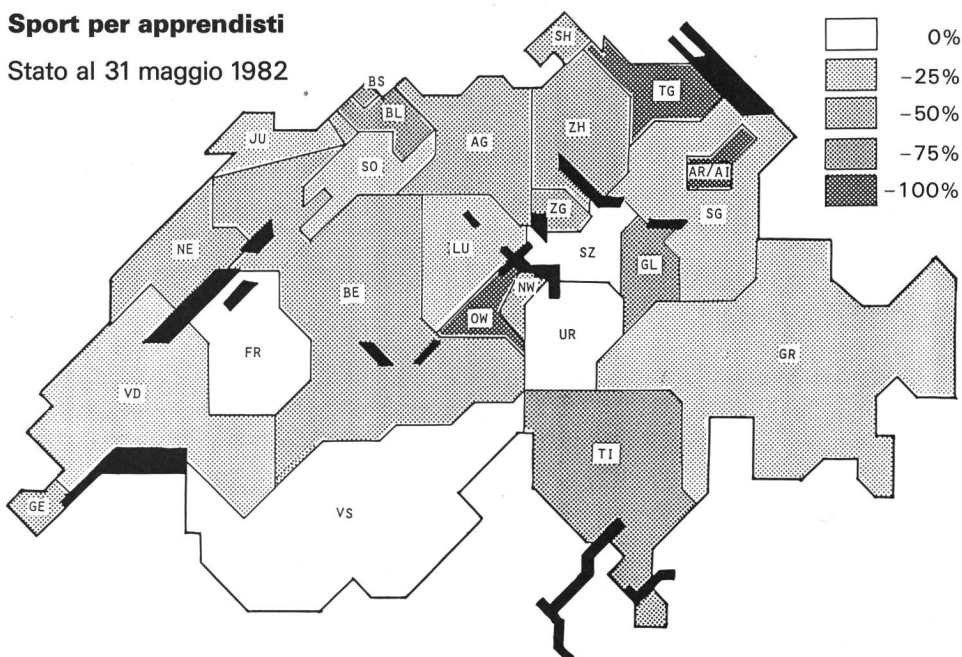 Sport per apprendisti
Stato al 31 maggio 1982
0%
-25%
-50%
-75%
-100%
SH
BS
BL
TG
JU
AG
ZH
SO
AR/AI
ZG
SG
NE
LU
SZ
GL
BE
NW
OW
UR
FR
GR
VD
TI
GE
VS